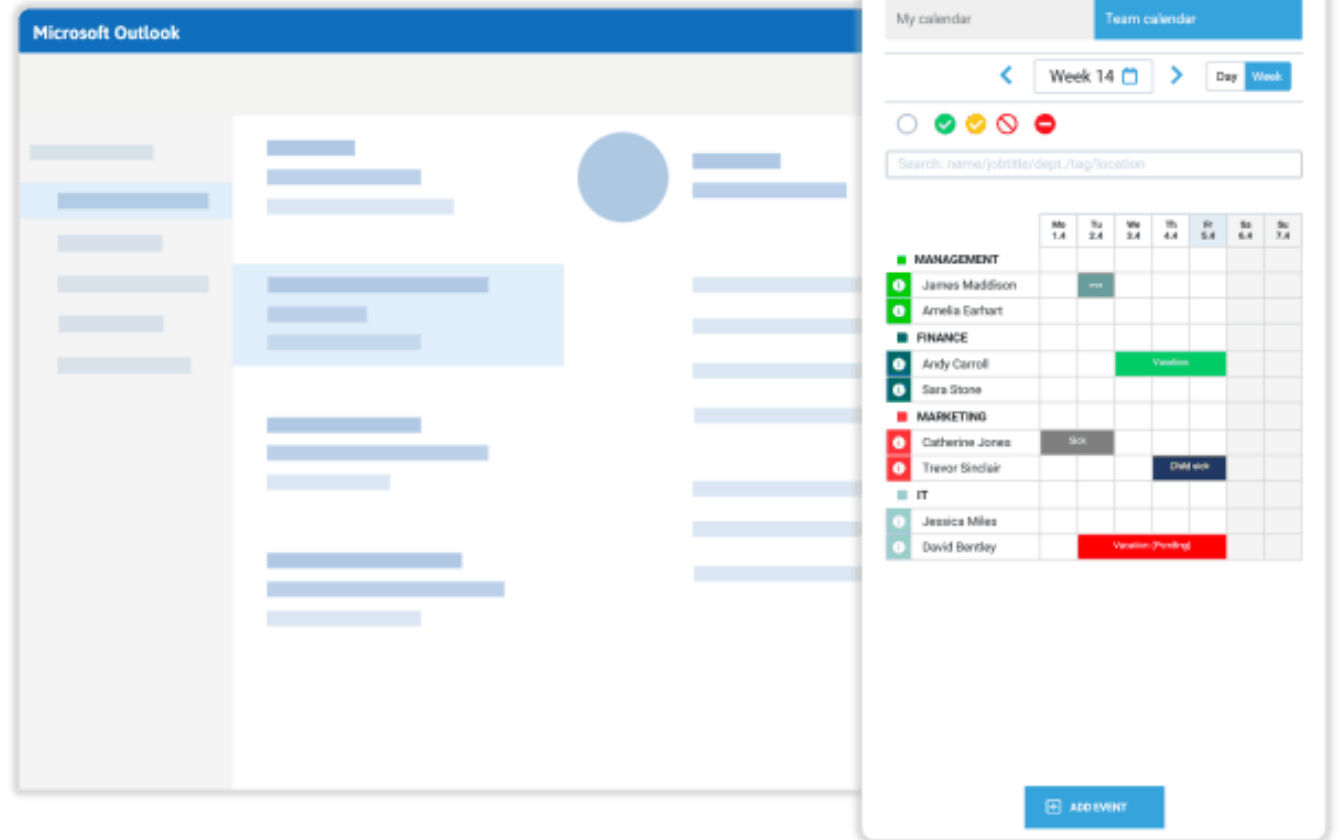 Microsoft Outlook
My calendar Team calendar
Week 14 Day Week
Search: name/jobtitle/dept./tag/location
Mo Tu We Th Fr Sa Su
1.4 2.4 3.4 4.4 5.4 6.4 7.4
MANAGEMENT
James Maddison
Amelia Earhart
FINANCE
Andy Carroll Vacation
Sara Stone
MARKETING
Catherine Jones Sick
Trevor Sinclair Child sick
IT
Jessica Miles
David Bentley Vacation (Pending)
ADD EVENT